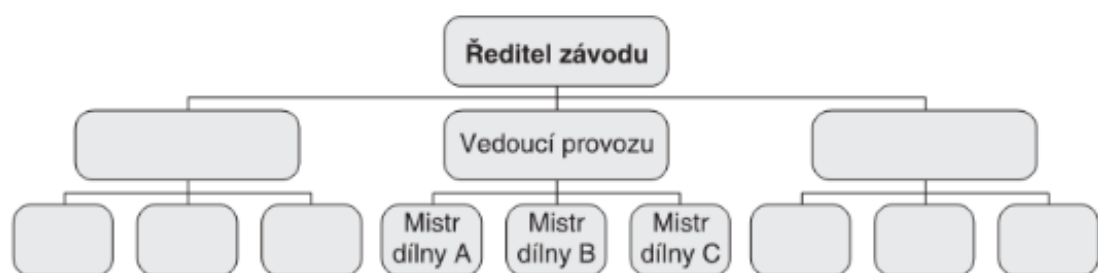 Ředitel závodu
Vedoucí provozu
Mistr
dílny A
Mistr
dílny B
Mistr
dílny C